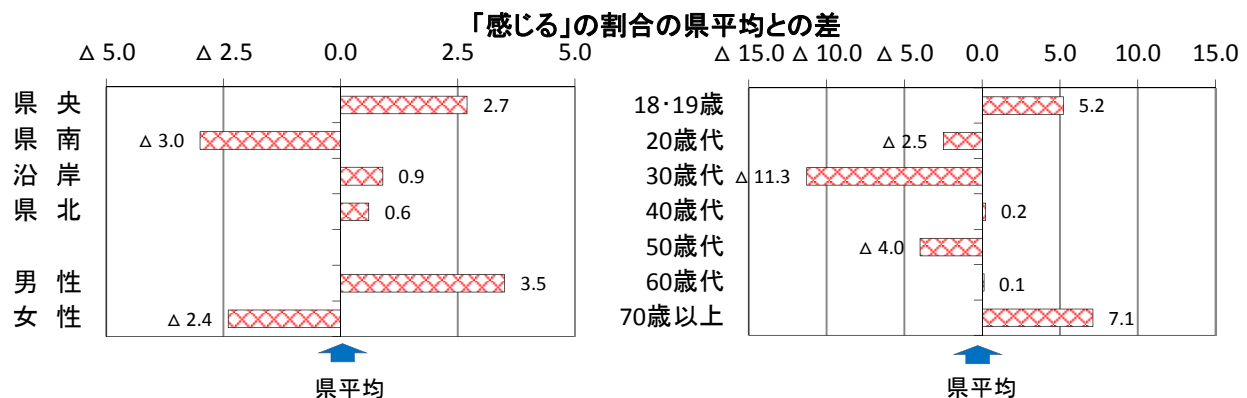 「感じる」の割合の県平均との差
△ 5.0 △ 2.5 0.0 2.5 5.0
県 央 2.7
県 南 △ 3.0
沿 岸 0.9
県 北 0.6
男 性 3.5
女 性 △ 2.4
県平均
△ 15.0 △ 10.0 △ 5.0 0.0 5.0 10.0 15.0
18･19歳 5.2
20歳代 △ 2.5
30歳代 △ 11.3
40歳代 0.2
50歳代 △ 4.0
60歳代 0.1
70歳以上 7.1
県平均